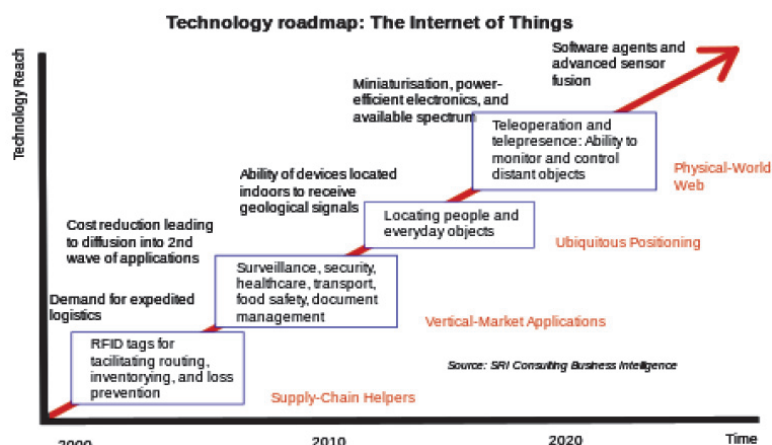 Technology roadmap: The Internet of Things
Technology Reach
Software agents and
advanced sensor
fusion
Miniaturisation, power-
efficient electronics, and
available spectrum
Teleoperation and
telepresence: Ability to
monitor and control
distant objects
Physical-World
Web
Ability of devices located
indoors to receive
geological signals
Locating people and
everyday objects
Ubiquitous Positioning
Cost reduction leading
to diffusion into 2nd
wave of applications
Surveillance, security,
healthcare, transport,
food safety, document
management
Vertical-Market Applications
Demand for expedited
logistics
RFID tags for
tacilitating routing,
inventorying, and loss
prevention
Supply-Chain Helpers
Source: SRI Consulting Business Intelligence
2000
2010
2020
Time